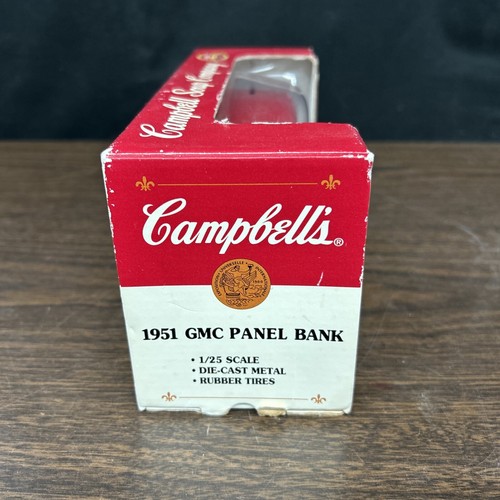 Campbell Soup Company
Campbell's®
1951 GMC PANEL BANK
• 1/25 SCALE
• DIE-CAST METAL
• RUBBER TIRES